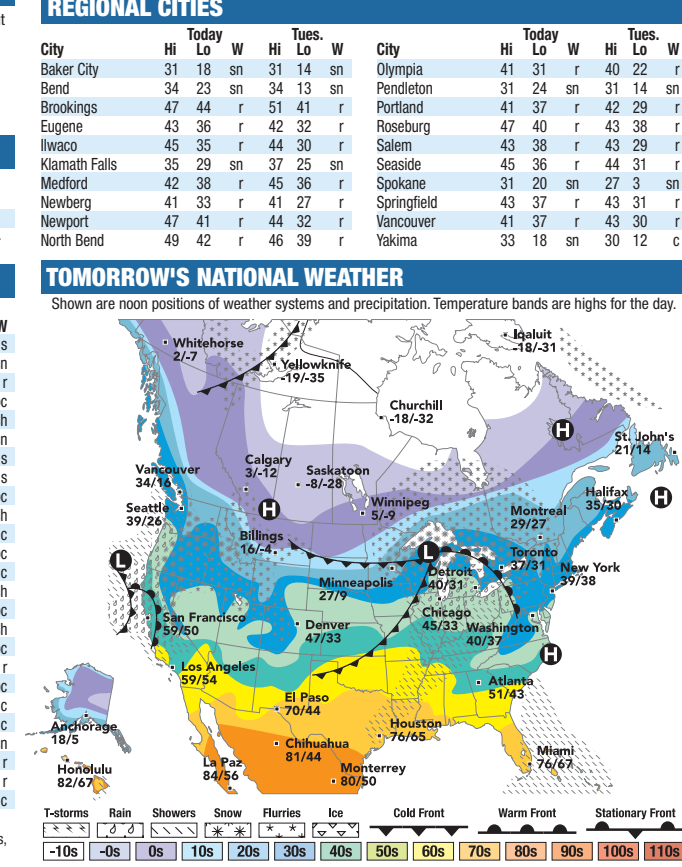 REGIONAL CITIES
Today Tues.
City Hi Lo W Hi Lo W
Baker City 31 18 sn 31 14 sn
Bend 34 23 sn 34 13 sn
Brookings 47 44 r 51 41 r
Eugene 43 36 r 42 32 r
Ilwaco 45 35 r 44 30 r
Klamath Falls 35 29 sn 37 25 sn
Medford 42 38 r 45 36 r
Newberg 41 33 r 41 27 r
Newport 47 41 r 44 32 r
North Bend 49 42 r 46 39 r
Today Tues.
City Hi Lo W Hi Lo W
Olympia 41 31 r 40 22 r
Pendleton 31 24 sn 31 14 sn
Portland 41 37 r 42 29 r
Roseburg 47 40 r 43 38 r
Salem 43 38 r 43 29 r
Seaside 45 36 r 44 31 r
Spokane 31 20 sn 27 3 sn
Springfield 43 37 r 43 31 r
Vancouver 41 37 r 43 30 r
Yakima 33 18 sn 30 12 c
TOMORROW'S NATIONAL WEATHER
Shown are noon positions of weather systems and precipitation. Temperature bands are highs for the day.
Whitehorse
2/-7
Yellowknife
-19/-35
Iqaluit
-18/-31
Churchill
-18/-32
H
St. John's
21/14
Calgary
3/-12
Saskatoon
-8/-28
Vancouver
34/16
Winnipeg
5/-9
Halifax
35/30
H
Seattle
39/26
H
Montreal
29/27
Billings
16/-4
L
L
Toronto
37/31
Detroit
40/31
New York
39/38
Minneapolis
27/9
San Francisco
59/50
Denver
47/33
Chicago
45/33
Washington
40/37
H
Los Angeles
59/54
Atlanta
51/43
El Paso
70/44
Houston
76/65
Anchorage
18/5
Chihuahua
81/44
Miami
76/67
Honolulu
82/67
La Paz
84/56
Monterrey
80/50
T-storms Rain Showers Snow Flurries Ice Cold Front Warm Front Stationary Front
-10s -0s 0s 10s 20s 30s 40s 50s 60s 70s 80s 90s 100s 110s